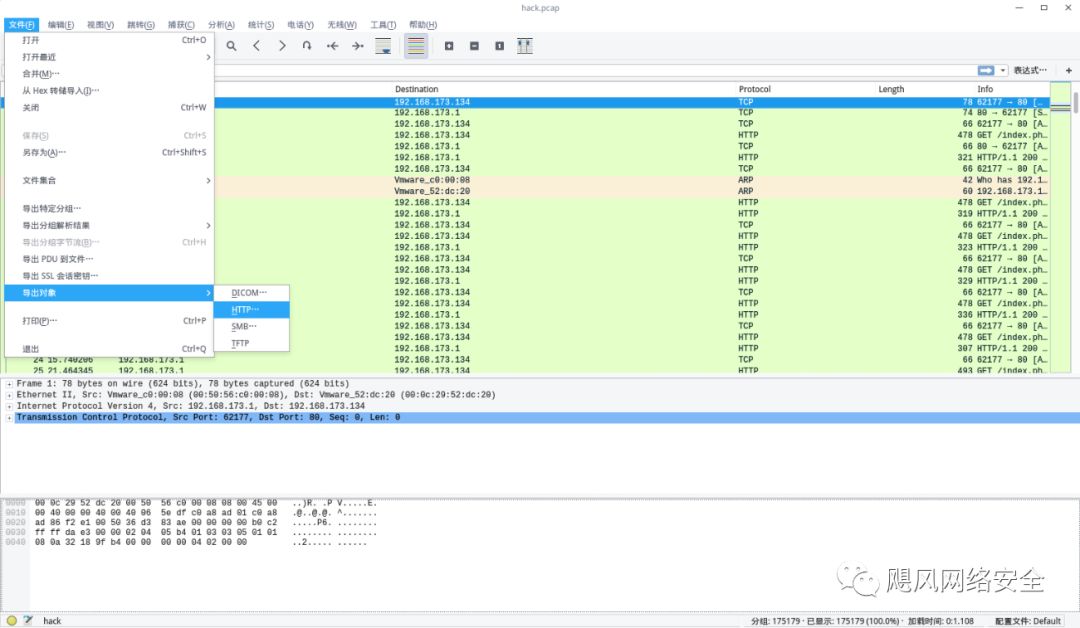 hack.pcap
文件(F) 编辑(E) 视图(V) 跳转(G) 捕获(C) 分析(A) 统计(S) 电话(Y) 无线(W) 工具(T) 帮助(H)
打开 Ctrl+O
打开最近
合并(M)…
从 Hex 转储导入(I)…
关闭 Ctrl+W
保存(S) Ctrl+S
另存为(A)… Ctrl+Shift+S
文件集合
导出特定分组…
导出分组解析结果
导出分组字节流(B)… Ctrl+H
导出 PDU 到文件…
导出 SSL 会话密钥…
导出对象
打印(P)… Ctrl+P
退出 Ctrl+Q
DICOM…
HTTP…
SMB…
TFTP
表达式…
Destination Protocol Length Info
192.168.173.134 TCP 78 62177 → 80 [_…
192.168.173.1 TCP 74 80 → 62177 [S…
192.168.173.134 TCP 66 62177 → 80 [A…
192.168.173.134 HTTP 478 GET /index.ph…
192.168.173.1 TCP 66 80 → 62177 [A…
192.168.173.1 HTTP 321 HTTP/1.1 200 …
192.168.173.134 TCP 66 62177 → 80 [A…
Vmware_c0:00:08 ARP 42 Who has 192.1…
Vmware_52:dc:20 ARP 60 192.168.173.1…
192.168.173.134 HTTP 478 GET /index.ph…
192.168.173.1 HTTP 319 HTTP/1.1 200 …
192.168.173.134 TCP 66 62177 → 80 [A…
192.168.173.134 HTTP 478 GET /index.ph…
192.168.173.1 HTTP 323 HTTP/1.1 200 …
192.168.173.134 TCP 66 62177 → 80 [A…
192.168.173.134 HTTP 478 GET /index.ph…
192.168.173.1 HTTP 329 HTTP/1.1 200 …
192.168.173.134 TCP 66 62177 → 80 [A…
192.168.173.134 HTTP 478 GET /index.ph…
192.168.173.1 HTTP 336 HTTP/1.1 200 …
192.168.173.134 TCP 66 62177 → 80 [A…
192.168.173.134 HTTP 478 GET /index.ph…
192.168.173.1 HTTP 307 HTTP/1.1 200 …
24 15.740206 192.168.173.1 192.168.173.134 TCP 66 62177 → 80 [A…
25 21.464345 192.168.173.1 192.168.173.134 HTTP 493 GET /index.ph…
Frame 1: 78 bytes on wire (624 bits), 78 bytes captured (624 bits)
Ethernet II, Src: Vmware_c0:00:08 (00:50:56:c0:00:08), Dst: Vmware_52:dc:20 (00:0c:29:52:dc:20)
Internet Protocol Version 4, Src: 192.168.173.1, Dst: 192.168.173.134
Transmission Control Protocol, Src Port: 62177, Dst Port: 80, Seq: 0, Len: 0
0000 00 0c 29 52 dc 20 00 50 56 c0 00 08 08 00 45 00 ..)R. .P V.....E.
0010 00 40 00 00 40 00 40 06 5e df c0 a8 ad 01 c0 a8 .@..@.@. ^.......
0020 ad 86 f2 e1 00 50 36 d3 83 ae 00 00 00 00 b0 c2 .....P6. ........
0030 ff ff da e3 00 00 02 04 05 b4 01 03 03 05 01 01 ........ ........
0040 08 0a 32 18 9f b4 00 00 00 00 04 02 00 00 ..2..... ......
飓风网络安全
hack 分组: 175179 · 已显示: 175179 (100.0%) · 加载时间: 0:1.108 配置文件: Default